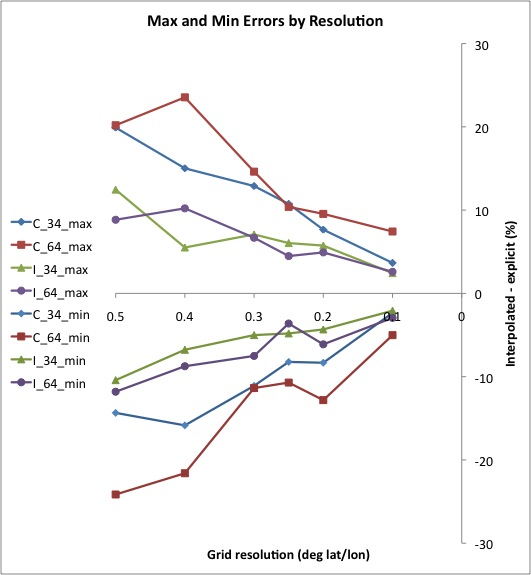 Max and Min Errors by Resolution
30
20
10
0
-10
-20
-30
Interpolated - explicit (%)
C_34_max
C_64_max
I_34_max
I_64_max
C_34_min
C_64_min
I_34_min
I_64_min
0.5 0.4 0.3 0.2 0.1 0
Grid resolution (deg lat/lon)